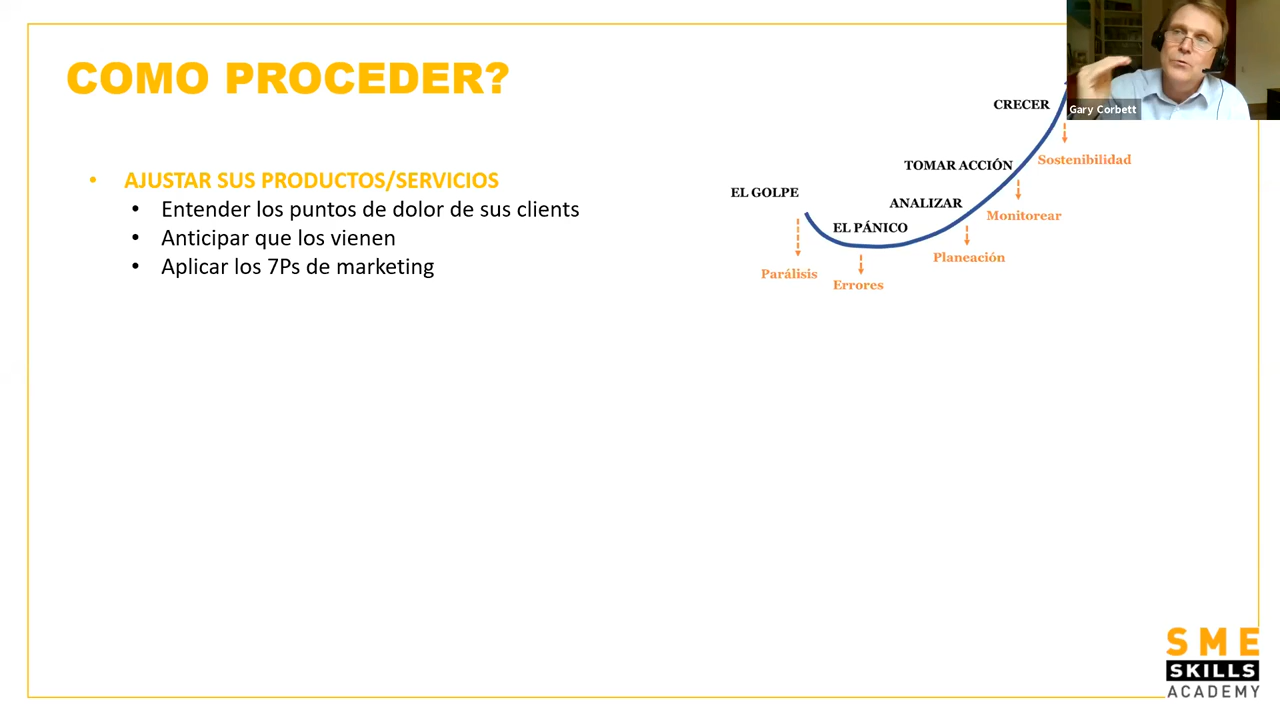 COMO PROCEDER?
AJUSTAR SUS PRODUCTOS/SERVICIOS
Entender los puntos de dolor de sus clients
Anticipar que los vienen
Aplicar los 7Ps de marketing
CRECER
Sostenibilidad
TOMAR ACCIÓN
Monitorear
ANALIZAR
Planeación
EL GOLPE
EL PÁNICO
Parálisis
Errores
Gary Corbett
SME
SKILLS
ACADEMY